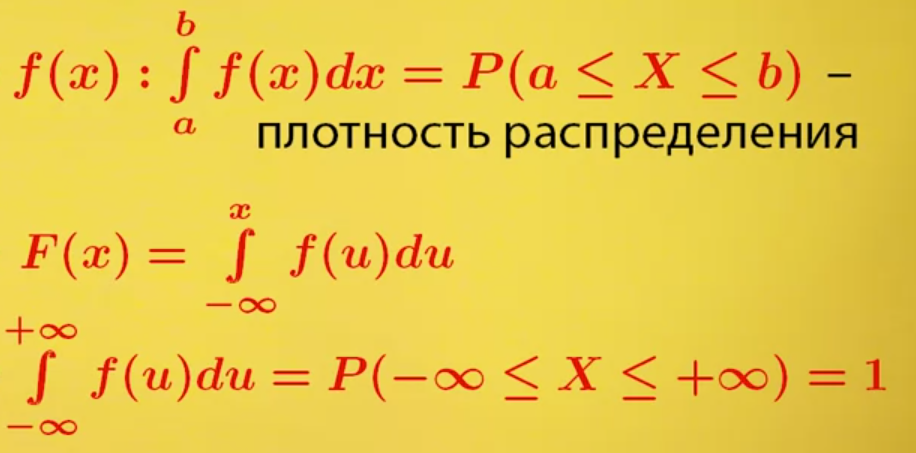 f(x) : ∫_a^b f(x)dx = P(a ≤ X ≤ b) –
плотность распределения
F(x) = ∫_{−∞}^x f(u)du
∫_{−∞}^{+∞} f(u)du = P(−∞ ≤ X ≤ +∞) = 1